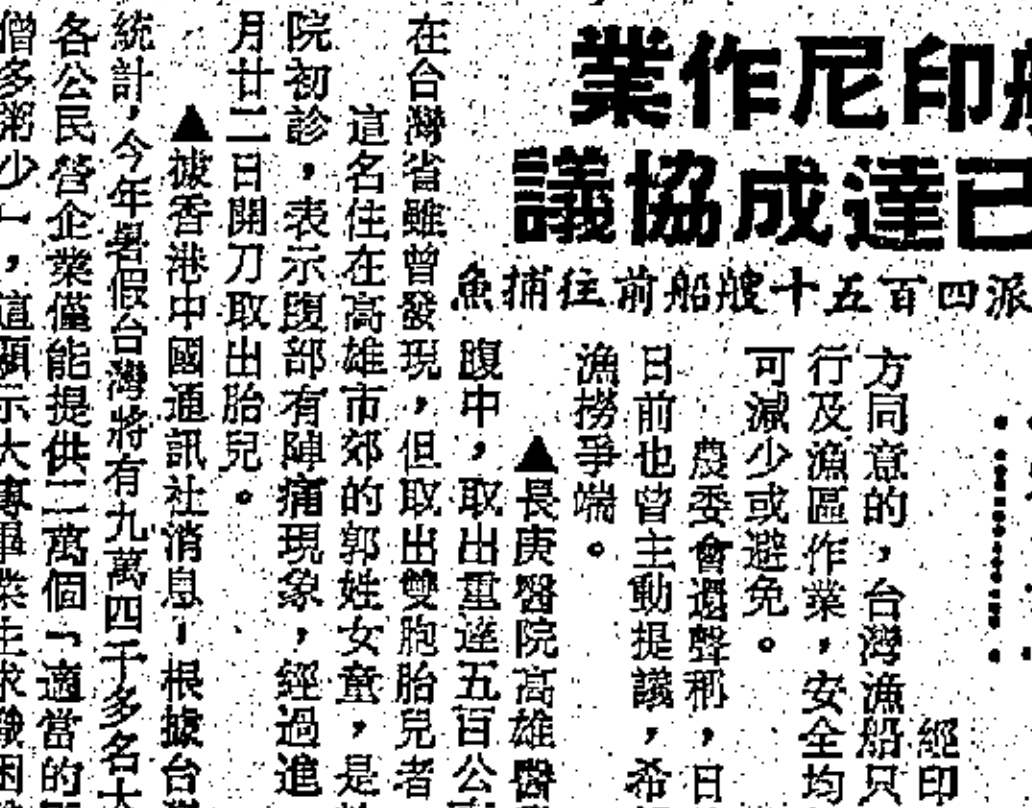 印尼作業
已達成協議
派四百五十艘船前往捕魚
經印
方同意的，台灣漁船只
行及漁區作業，安全均
可減少或避免。
農委會還聲稱，日
日前也曾主動提議，希
漁撈爭端。
▲長庚醫院高雄醫
腹中，取出重達五百公
在台灣省雖曾發現，但取出雙胞胎兒者
這名住在高雄市郊的郭姓女童，是
院初診，表示腹部有陣痛現象，經過進
月廿二日開刀取出胎兒。
▲據香港中國通訊社消息，根據台
統計，今年暑假台灣將有九萬四千多名大
各公民營企業僅能提供二萬個「適當的
僧多粥少」，這顯示大專畢業生求職困